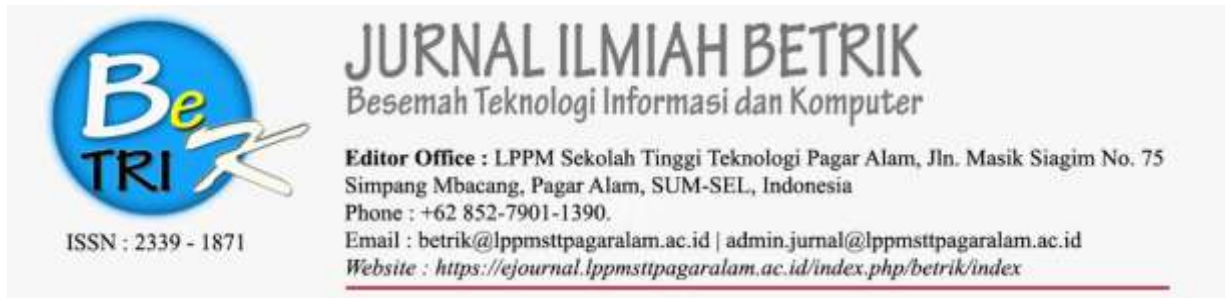 Be
TRI K
ISSN : 2339 - 1871
JURNAL ILMIAH BETRIK
Besemah Teknologi Informasi dan Komputer
Editor Office : LPPM Sekolah Tinggi Teknologi Pagar Alam, Jln. Masik Siagim No. 75
Simpang Mbacang, Pagar Alam, SUM-SEL, Indonesia
Phone : +62 852-7901-1390.
Email : betrik@lppmsttpagaralam.ac.id | admin.jurnal@lppmsttpagaralam.ac.id
Website : https://ejournal.lppmsttpagaralam.ac.id/index.php/betrik/index